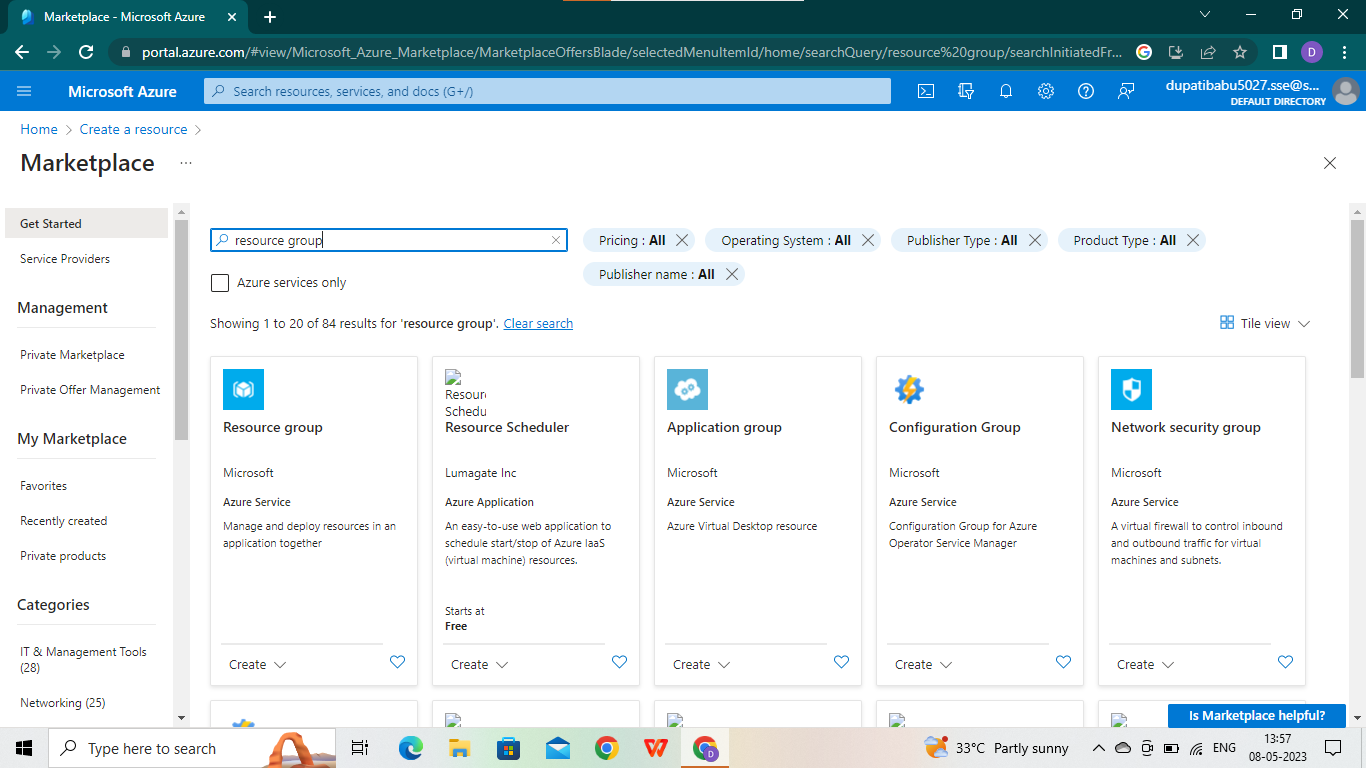 Marketplace - Microsoft Azure
portal.azure.com/#view/Microsoft_Azure_Marketplace/MarketplaceOffersBlade/selectedMenuItemId/home/searchQuery/resource%20group/searchInitiatedFr...
D
Microsoft Azure
Search resources, services, and docs (G+/)
dupatibabu5027.sse@s...
DEFAULT DIRECTORY
Home > Create a resource >
Marketplace ...
Get Started
Service Providers
Management
Private Marketplace
Private Offer Management
My Marketplace
Favorites
Recently created
Private products
Categories
IT & Management Tools
(28)
Networking (25)
resource group
Pricing : All
Operating System : All
Publisher Type : All
Product Type : All
Publisher name : All
Azure services only
Showing 1 to 20 of 84 results for 'resource group'. Clear search
Tile view
Resource group
Microsoft
Azure Service
Manage and deploy resources in an
application together
Create
Resourc
Schedu
Resource Scheduler
Lumagate Inc
Azure Application
An easy-to-use web application to
schedule start/stop of Azure IaaS
(virtual machine) resources.
Starts at
Free
Create
Application group
Microsoft
Azure Service
Azure Virtual Desktop resource
Create
Configuration Group
Microsoft
Azure Service
Configuration Group for Azure
Operator Service Manager
Create
Network security group
Microsoft
Azure Service
A virtual firewall to control inbound
and outbound traffic for virtual
machines and subnets.
Create
Is Marketplace helpful?
Type here to search
D
33°C Partly sunny
ENG
13:57
08-05-2023